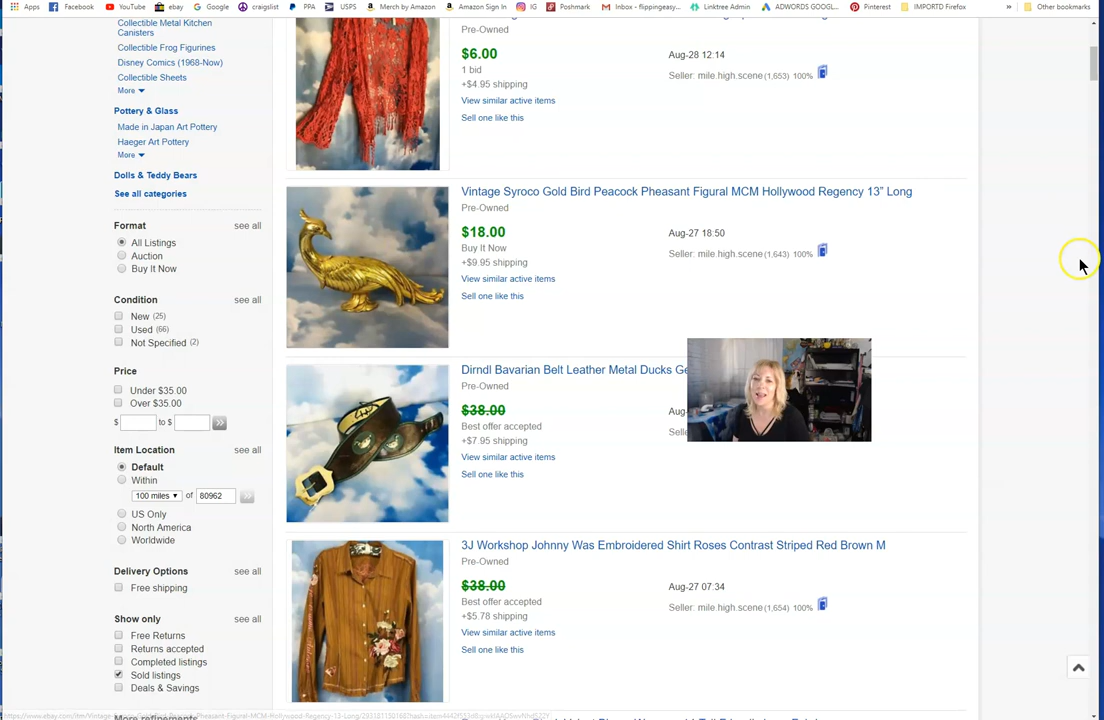 Apps Facebook YouTube ebay Google craigslist PPA USPS Merch by Amazon Amazon Sign In IG Poshmark Inbox - flippingeasy... Linktree Admin ADWORDS GOOGL... Pinterest IMPORTD Firefox » Other bookmarks
Collectible Metal Kitchen
Canisters
Collectible Frog Figurines
Disney Comics (1968-Now)
Collectible Sheets
More
Pottery & Glass
Made in Japan Art Pottery
Haeger Art Pottery
More
Dolls & Teddy Bears
See all categories
Format see all
All Listings
Auction
Buy It Now
Condition see all
New (25)
Used (66)
Not Specified (2)
Price
Under $35.00
Over $35.00
$ to $ »
Item Location see all
Default
Within
100 miles of 80962 »
US Only
North America
Worldwide
Delivery Options see all
Free shipping
Show only see all
Free Returns
Returns accepted
Completed listings
Sold listings
Deals & Savings
More refinements
Pre-Owned
$6.00 Aug-28 12:14
1 bid Seller: mile.high.scene (1,653) 100%
+$4.95 shipping
View similar active items
Sell one like this
Vintage Syroco Gold Bird Peacock Pheasant Figural MCM Hollywood Regency 13” Long
Pre-Owned
$18.00 Aug-27 18:50
Buy It Now Seller: mile.high.scene (1,643) 100%
+$9.95 shipping
View similar active items
Sell one like this
Dirndl Bavarian Belt Leather Metal Ducks Ge
Pre-Owned
$38.00 Aug-
Best offer accepted Selle
+$7.95 shipping
View similar active items
Sell one like this
3J Workshop Johnny Was Embroidered Shirt Roses Contrast Striped Red Brown M
Pre-Owned
$38.00 Aug-27 07:34
Best offer accepted Seller: mile.high.scene (1,654) 100%
+$5.78 shipping
View similar active items
Sell one like this